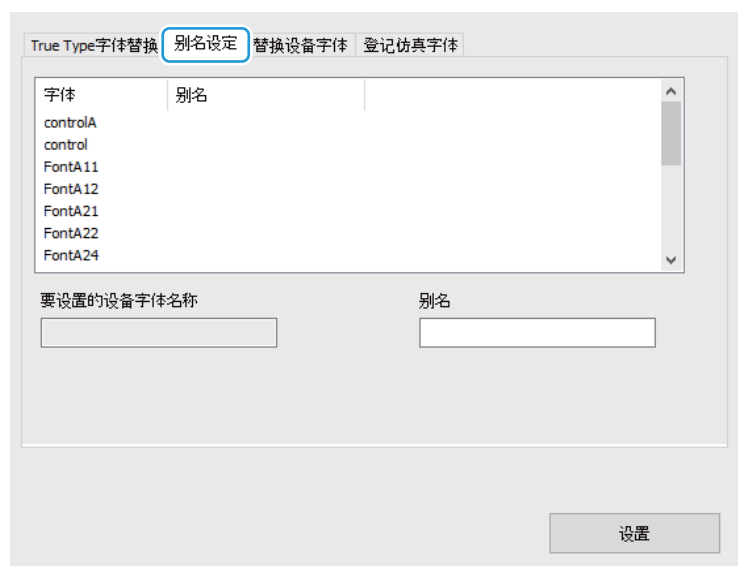 True Type字体替换 别名设定 替换设备字体 登记仿真字体
字体 别名
controlA
control
FontA11
FontA12
FontA21
FontA22
FontA24
要设置的设备字体名称 别名
设置